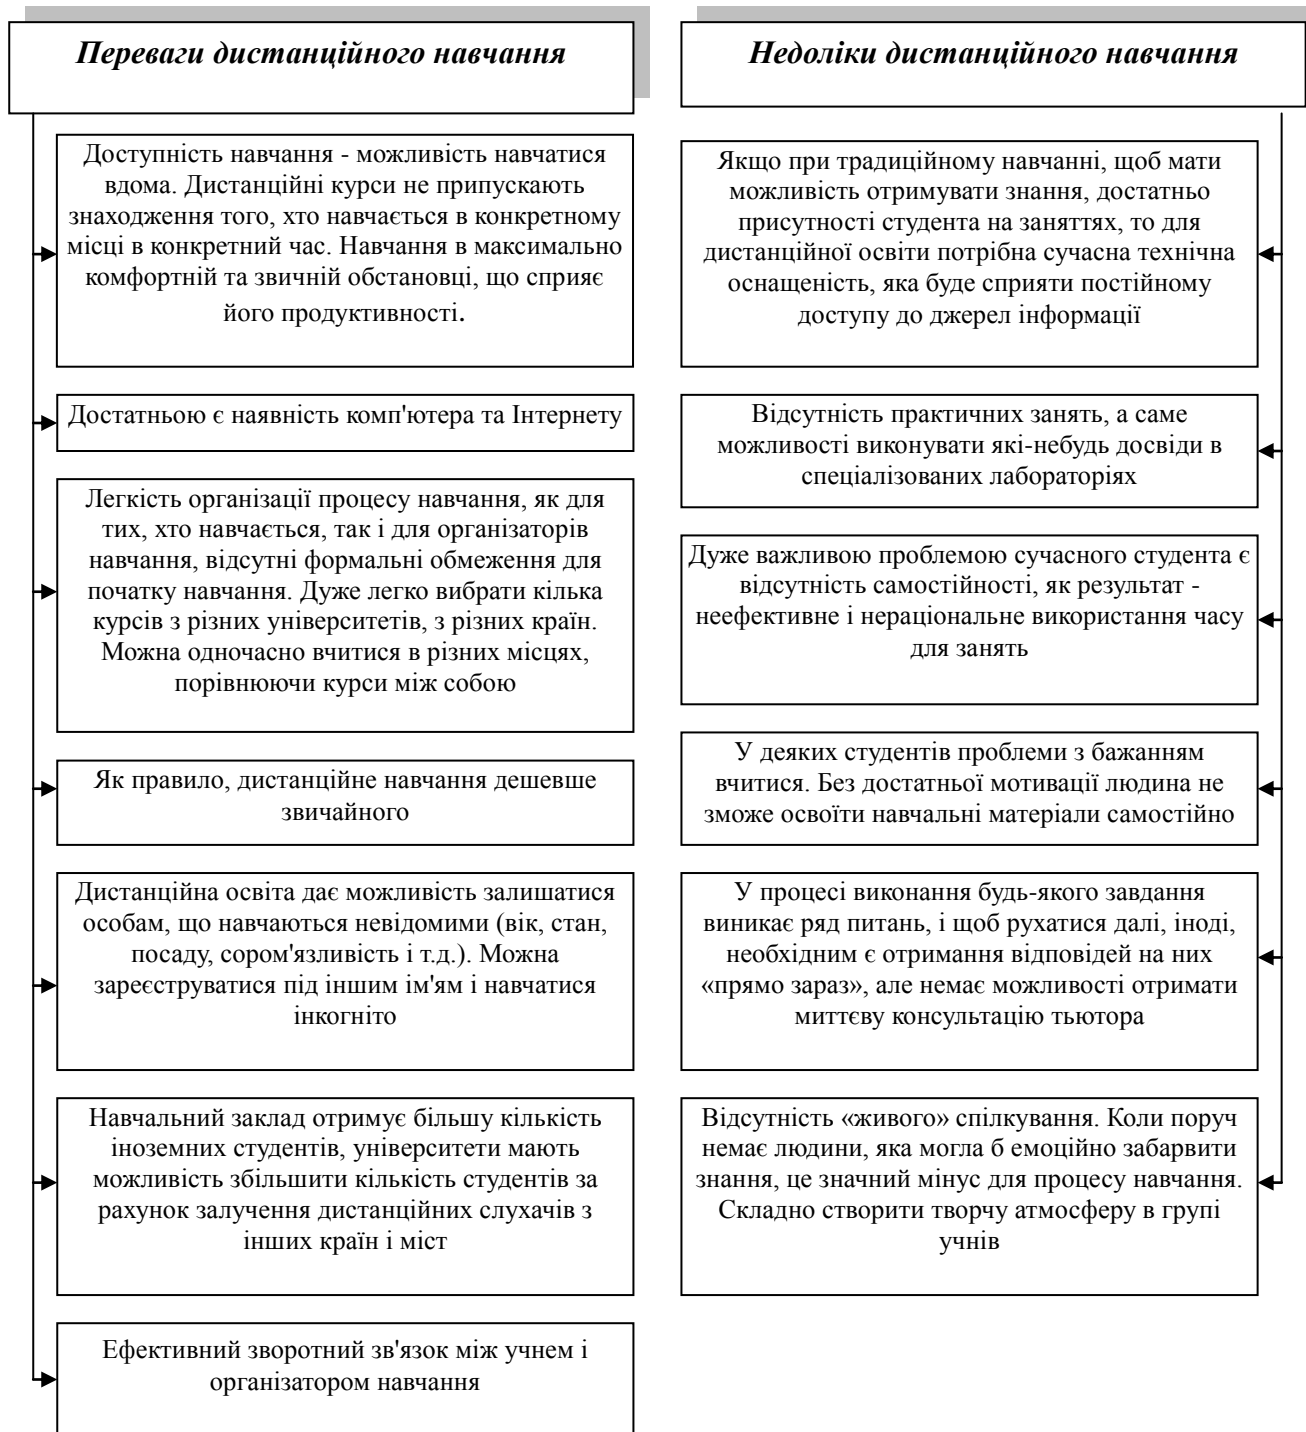 Переваги дистанційного навчання
Доступність навчання - можливість навчатися
вдома. Дистанційні курси не припускають
знаходження того, хто навчається в конкретному
місці в конкретний час. Навчання в максимально
комфортній та звичній обстановці, що сприяє
його продуктивності.
Достатньою є наявність комп'ютера та Інтернету
Легкість організації процесу навчання, як для
тих, хто навчається, так і для організаторів
навчання, відсутні формальні обмеження для
початку навчання. Дуже легко вибрати кілька
курсів з різних університетів, з різних країн.
Можна одночасно вчитися в різних місцях,
порівнюючи курси між собою
Як правило, дистанційне навчання дешевше
звичайного
Дистанційна освіта дає можливість залишатися
особам, що навчаються невідомими (вік, стан,
посаду, сором'язливість і т.д.). Можна
зареєструватися під іншим ім'ям і навчатися
інкогніто
Навчальний заклад отримує більшу кількість
іноземних студентів, університети мають
можливість збільшити кількість студентів за
рахунок залучення дистанційних слухачів з
інших країн і міст
Ефективний зворотний зв'язок між учнем і
організатором навчання
Недоліки дистанційного навчання
Якщо при традиційному навчанні, щоб мати
можливість отримувати знання, достатньо
присутності студента на заняттях, то для
дистанційної освіти потрібна сучасна технічна
оснащеність, яка буде сприяти постійному
доступу до джерел інформації
Відсутність практичних занять, а саме
можливості виконувати які-небудь досвіди в
спеціалізованих лабораторіях
Дуже важливою проблемою сучасного студента є
відсутність самостійності, як результат -
неефективне і нераціональне використання часу
для занять
У деяких студентів проблеми з бажанням
вчитися. Без достатньої мотивації людина не
зможе освоїти навчальні матеріали самостійно
У процесі виконання будь-якого завдання
виникає ряд питань, і щоб рухатися далі, іноді,
необхідним є отримання відповідей на них
«прямо зараз», але немає можливості отримати
миттєву консультацію тьютора
Відсутність «живого» спілкування. Коли поруч
немає людини, яка могла б емоційно забарвити
знання, це значний мінус для процесу навчання.
Складно створити творчу атмосферу в групі
учнів